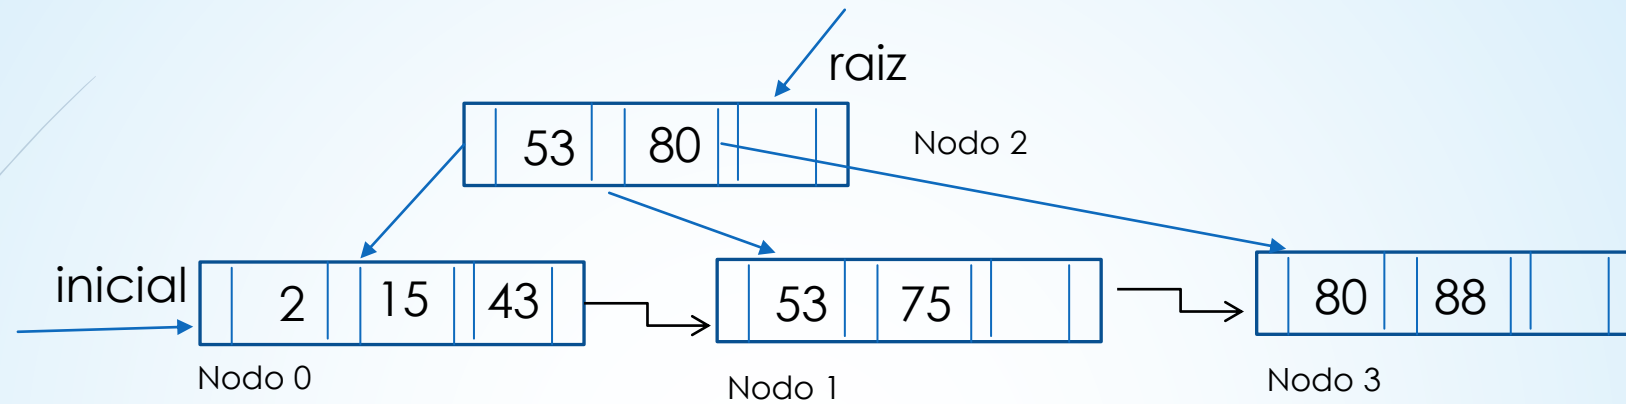 raiz
53 80
Nodo 2
inicial
2 15 43
53 75
80 88
Nodo 0
Nodo 1
Nodo 3